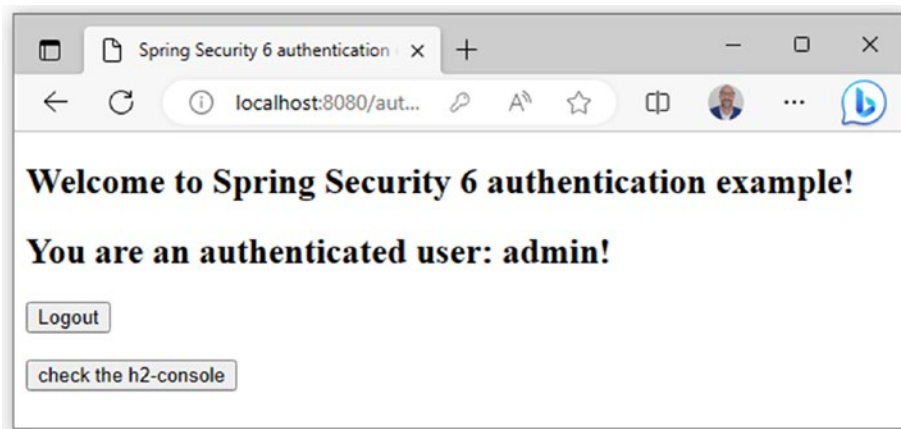 Spring Security 6 authentication
localhost:8080/aut...
Welcome to Spring Security 6 authentication example!
You are an authenticated user: admin!
Logout
check the h2-console